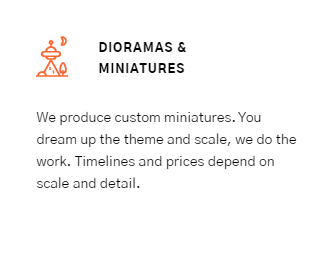 DIORAMAS &
MINIATURES
We produce custom miniatures. You
dream up the theme and scale, we do the
work. Timelines and prices depend on
scale and detail.